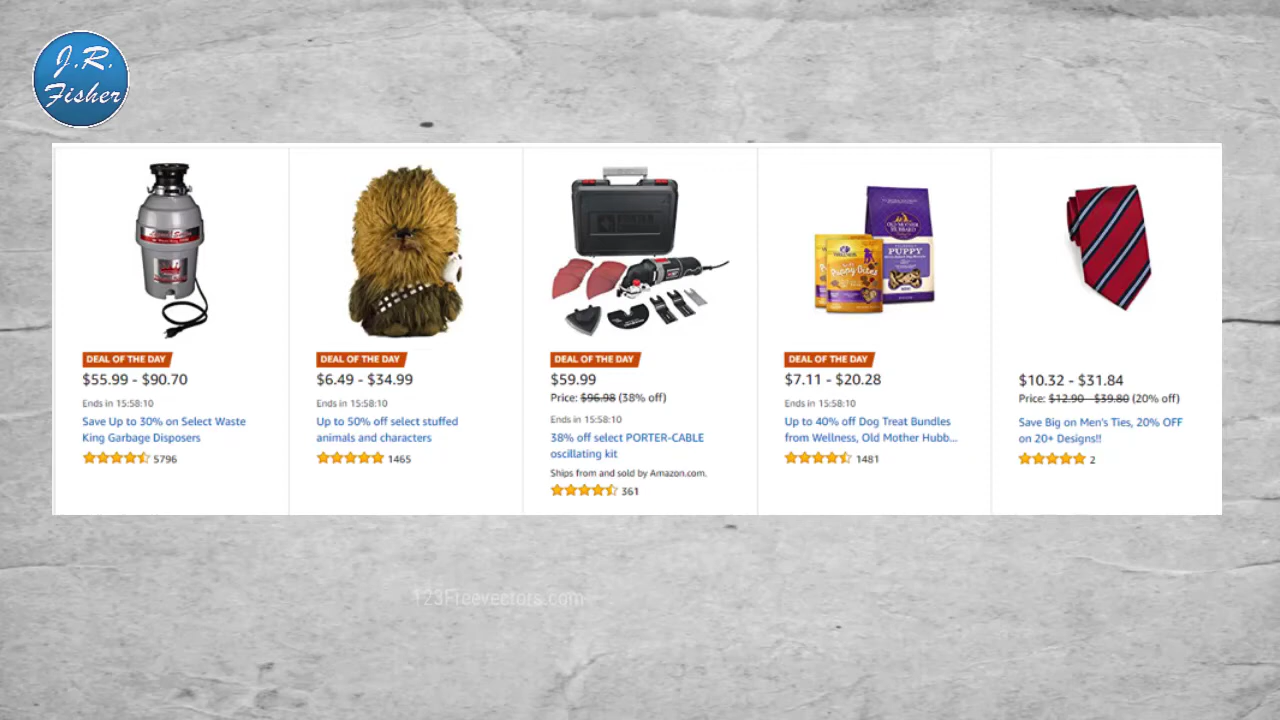 J.R.
Fisher
OLD MOTHER
HUBBARD
PUPPY
Puppy Bites
DEAL OF THE DAY
$55.99 - $90.70
Ends in 15:58:10
Save Up to 30% on Select Waste
King Garbage Disposers
5796
DEAL OF THE DAY
$6.49 - $34.99
Ends in 15:58:10
Up to 50% off select stuffed
animals and characters
1465
DEAL OF THE DAY
$59.99
Price: $96.98 (38% off)
Ends in 15:58:10
38% off select PORTER-CABLE
oscillating kit
Ships from and sold by Amazon.com.
361
DEAL OF THE DAY
$7.11 - $20.28
Ends in 15:58:10
Up to 40% off Dog Treat Bundles
from Wellness, Old Mother Hubb...
1481
$10.32 - $31.84
Price: $12.90 - $39.80 (20% off)
Save Big on Men's Ties, 20% OFF
on 20+ Designs!!
2
123Freevectors.com